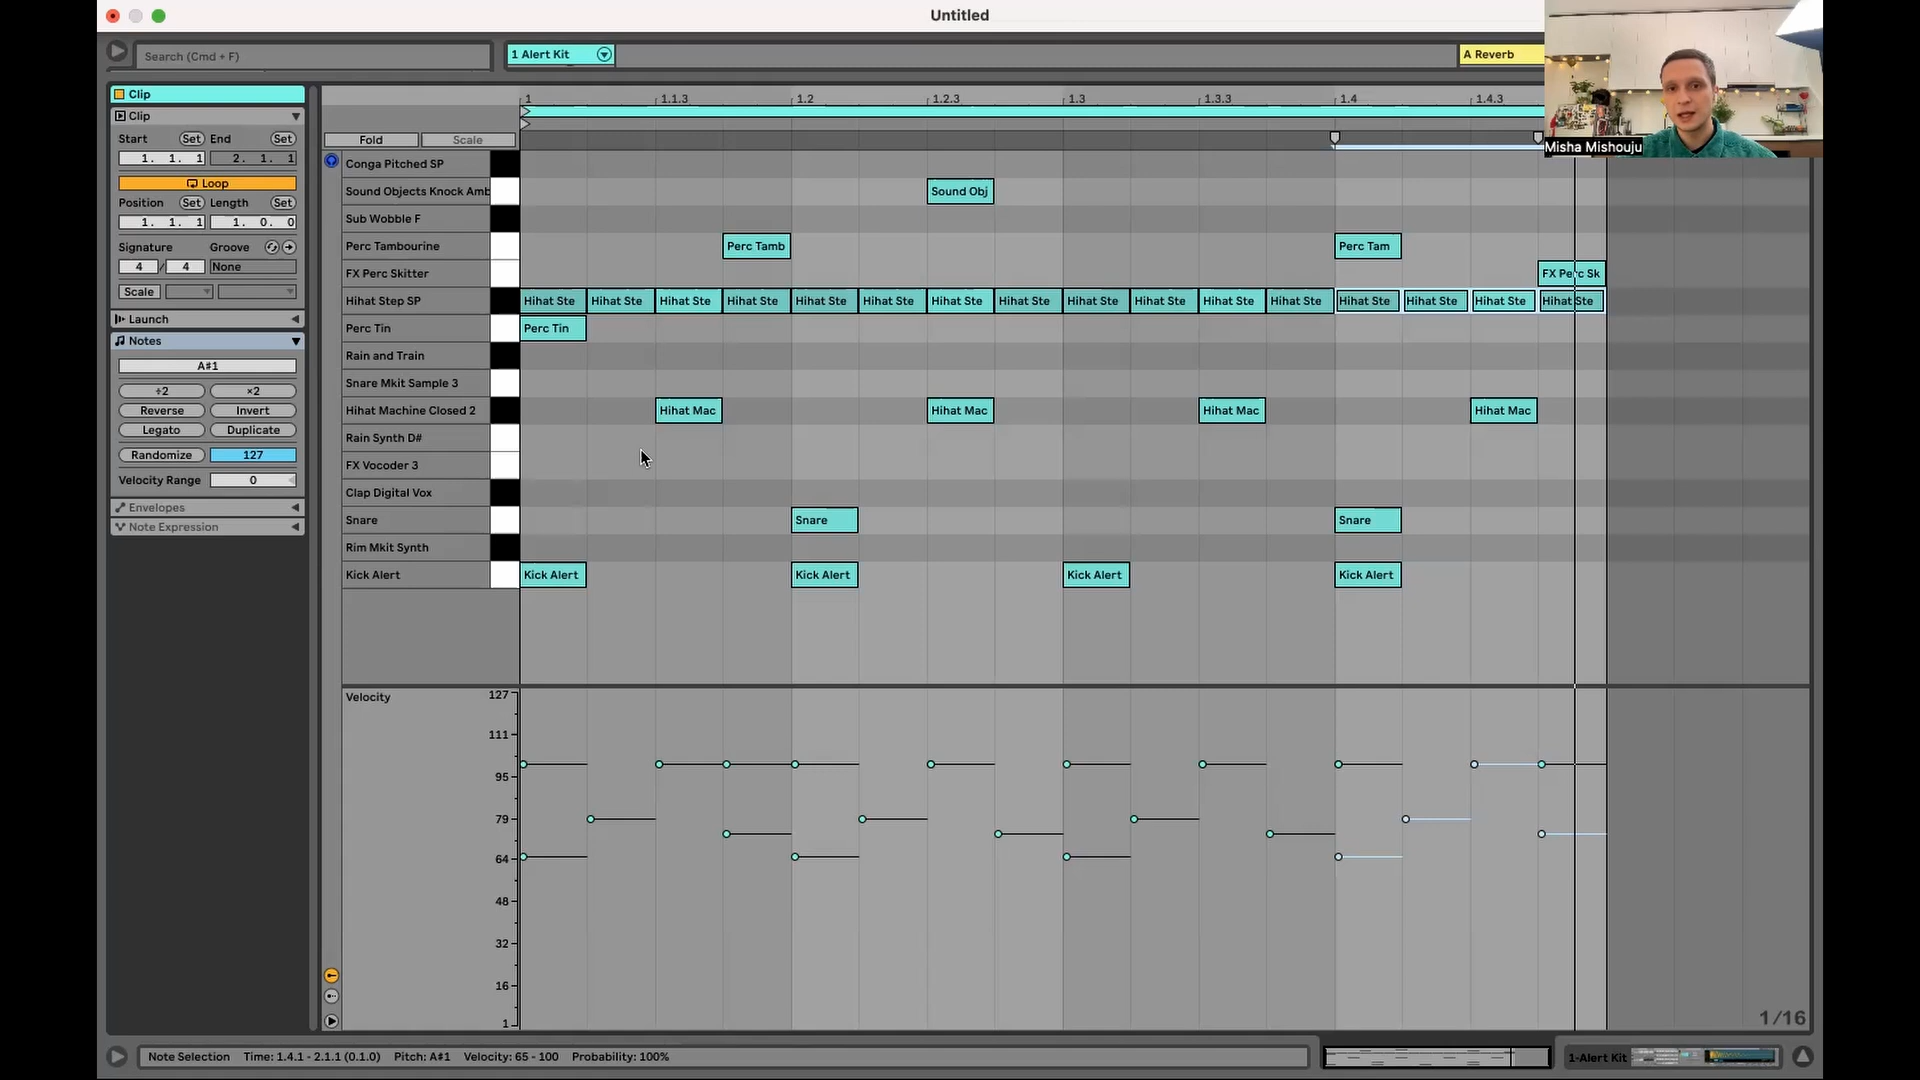 Untitled
Search (Cmd + F)
1 Alert Kit
A Reverb
Misha Mishouju
Clip
Clip
Start Set End Set
1. 1. 1 2. 1. 1
Loop
Position Set Length Set
1. 1. 1 1. 0. 0
Signature Groove
4 / 4 None
Scale
Launch
Notes
A#1
÷2 ×2
Reverse Invert
Legato Duplicate
Randomize 127
Velocity Range 0
Envelopes
Note Expression
1 1.1.3 1.2 1.2.3 1.3 1.3.3 1.4 1.4.3
Fold Scale
Conga Pitched SP
Sound Objects Knock Amb Sound Obj
Sub Wobble F
Perc Tambourine Perc Tamb Perc Tam
FX Perc Skitter FX Perc Sk
Hihat Step SP Hihat Ste Hihat Ste Hihat Ste Hihat Ste Hihat Ste Hihat Ste Hihat Ste Hihat Ste Hihat Ste Hihat Ste Hihat Ste Hihat Ste Hihat Ste Hihat Ste Hihat Ste Hihat Ste
Perc Tin Perc Tin
Rain and Train
Snare Mkit Sample 3
Hihat Machine Closed 2 Hihat Mac Hihat Mac Hihat Mac Hihat Mac
Rain Synth D#
FX Vocoder 3
Clap Digital Vox
Snare Snare Snare
Rim Mkit Synth
Kick Alert Kick Alert Kick Alert Kick Alert Kick Alert
Velocity 127
111
95
79
64
48
32
16
1
1/16
Note Selection Time: 1.4.1 - 2.1.1 (0.1.0) Pitch: A#1 Velocity: 65 - 100 Probability: 100%
1-Alert Kit